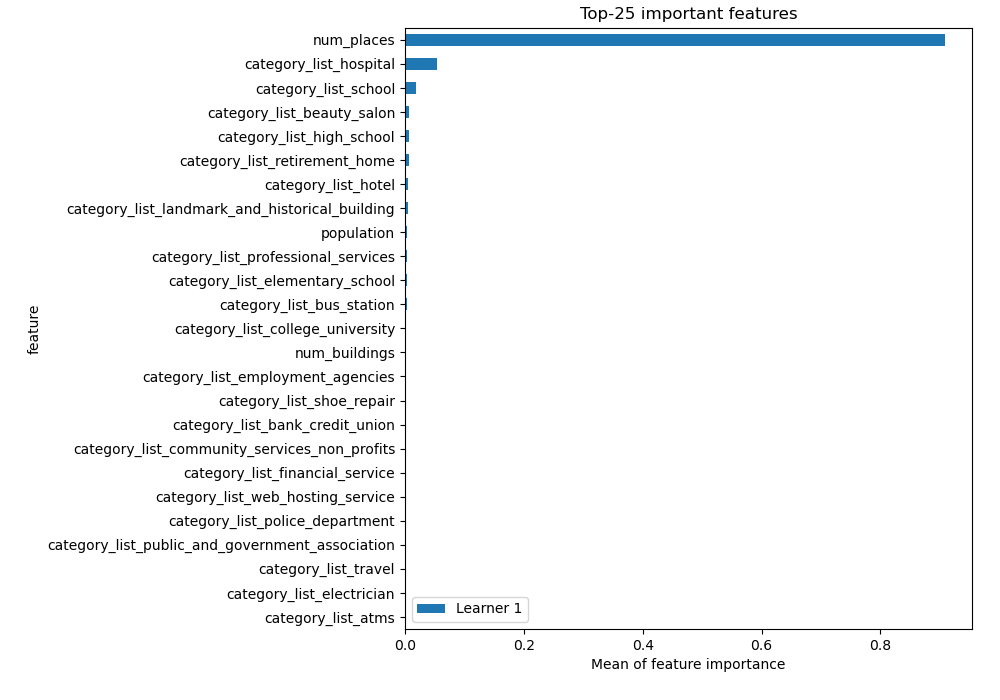 Top-25 important features
num_places
category_list_hospital
category_list_school
category_list_beauty_salon
category_list_high_school
category_list_retirement_home
category_list_hotel
category_list_landmark_and_historical_building
population
category_list_professional_services
category_list_elementary_school
category_list_bus_station
category_list_college_university
num_buildings
category_list_employment_agencies
category_list_shoe_repair
category_list_bank_credit_union
category_list_community_services_non_profits
category_list_financial_service
category_list_web_hosting_service
category_list_police_department
category_list_public_and_government_association
category_list_travel
category_list_electrician
category_list_atms
feature
Learner 1
0.0 0.2 0.4 0.6 0.8
Mean of feature importance